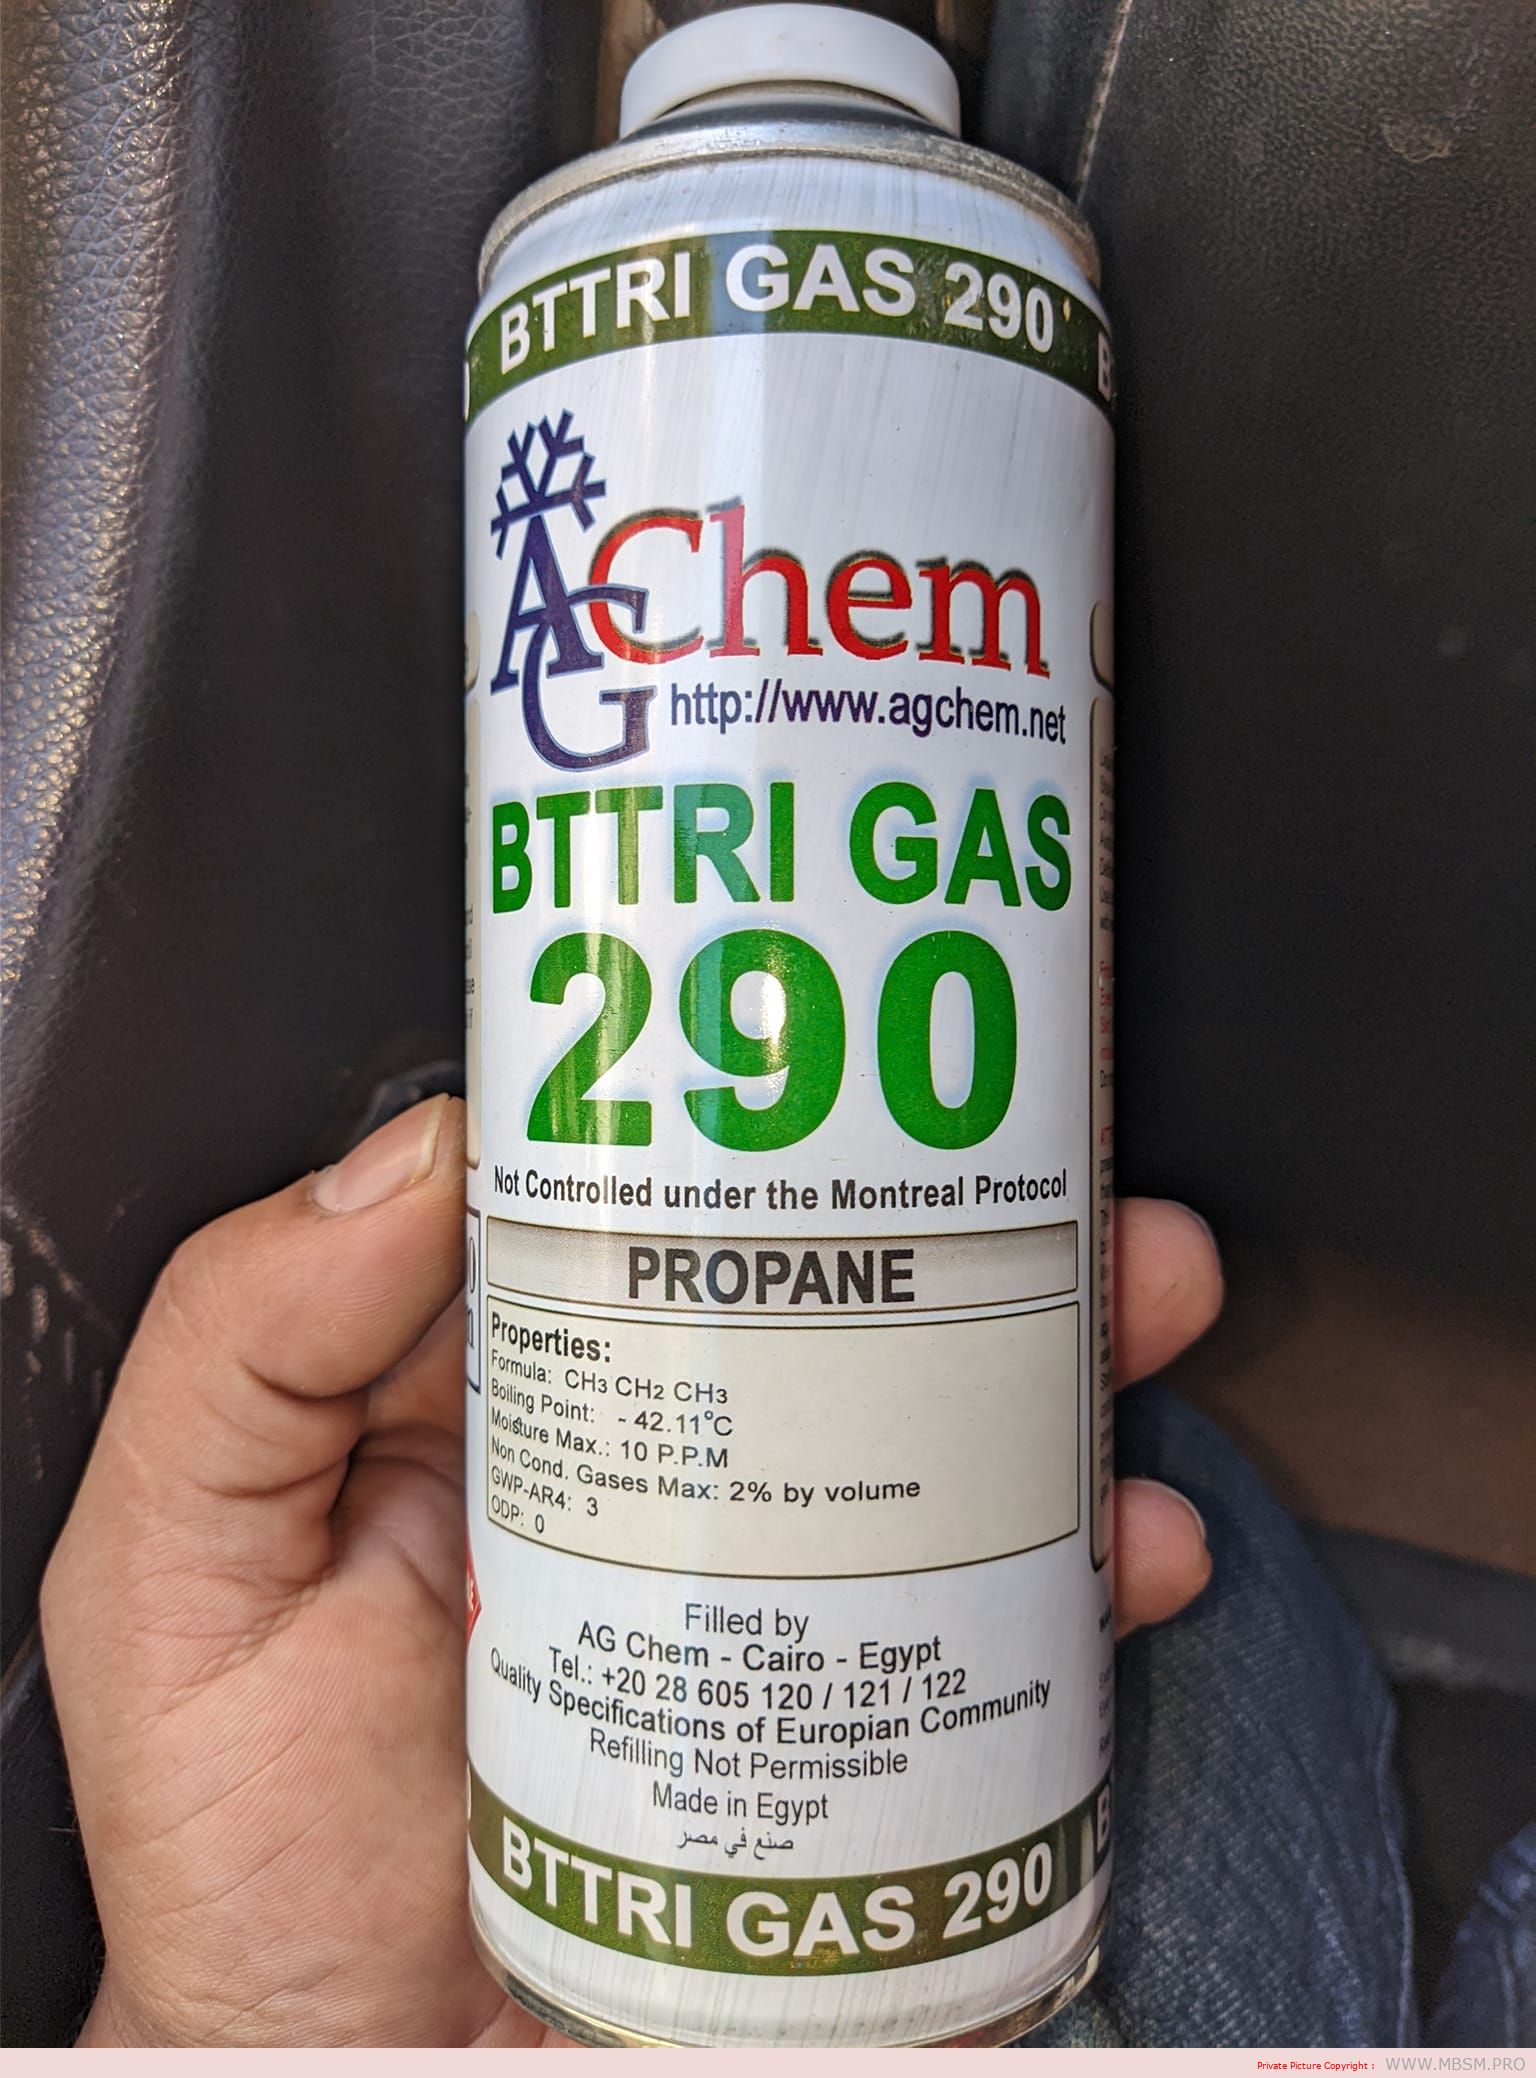 BTTRI GAS 290
AG Chem
http://www.agchem.net
BTTRI GAS
290
Not Controlled under the Montreal Protocol
PROPANE
Properties:
Formula: CH3 CH2 CH3
Boiling Point: - 42.11°C
Moisture Max.: 10 P.P.M
Non Cond. Gases Max: 2% by volume
GWP-AR4: 3
ODP: 0
Filled by
AG Chem - Cairo - Egypt
Tel.: +20 28 605 120 / 121 / 122
Quality Specifications of Europian Community
Refilling Not Permissible
Made in Egypt
صنع في مصر
BTTRI GAS 290
Private Picture Copyright : WWW.MBSM.PRO